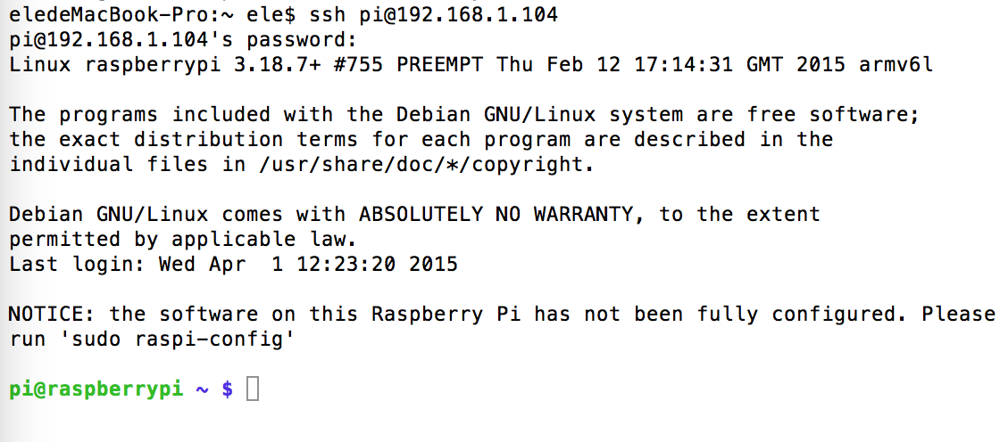 eledeMacBook-Pro:~ ele$ ssh pi@192.168.1.104
pi@192.168.1.104's password:
Linux raspberrypi 3.18.7+ #755 PREEMPT Thu Feb 12 17:14:31 GMT 2015 armv6l
The programs included with the Debian GNU/Linux system are free software;
the exact distribution terms for each program are described in the
individual files in /usr/share/doc/*/copyright.
Debian GNU/Linux comes with ABSOLUTELY NO WARRANTY, to the extent
permitted by applicable law.
Last login: Wed Apr  1 12:23:20 2015
NOTICE: the software on this Raspberry Pi has not been fully configured. Please
run 'sudo raspi-config'
pi@raspberrypi ~ $